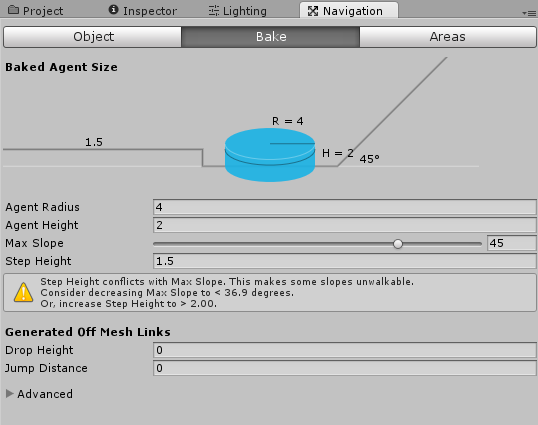 Project Inspector Lighting Navigation
Object Bake Areas
Baked Agent Size
R = 4
1.5
H = 2
45°
Agent Radius 4
Agent Height 2
Max Slope 45
Step Height 1.5
Step Height conflicts with Max Slope. This makes some slopes unwalkable.
Consider decreasing Max Slope to < 36.9 degrees.
Or, increase Step Height to > 2.00.
Generated Off Mesh Links
Drop Height 0
Jump Distance 0
Advanced